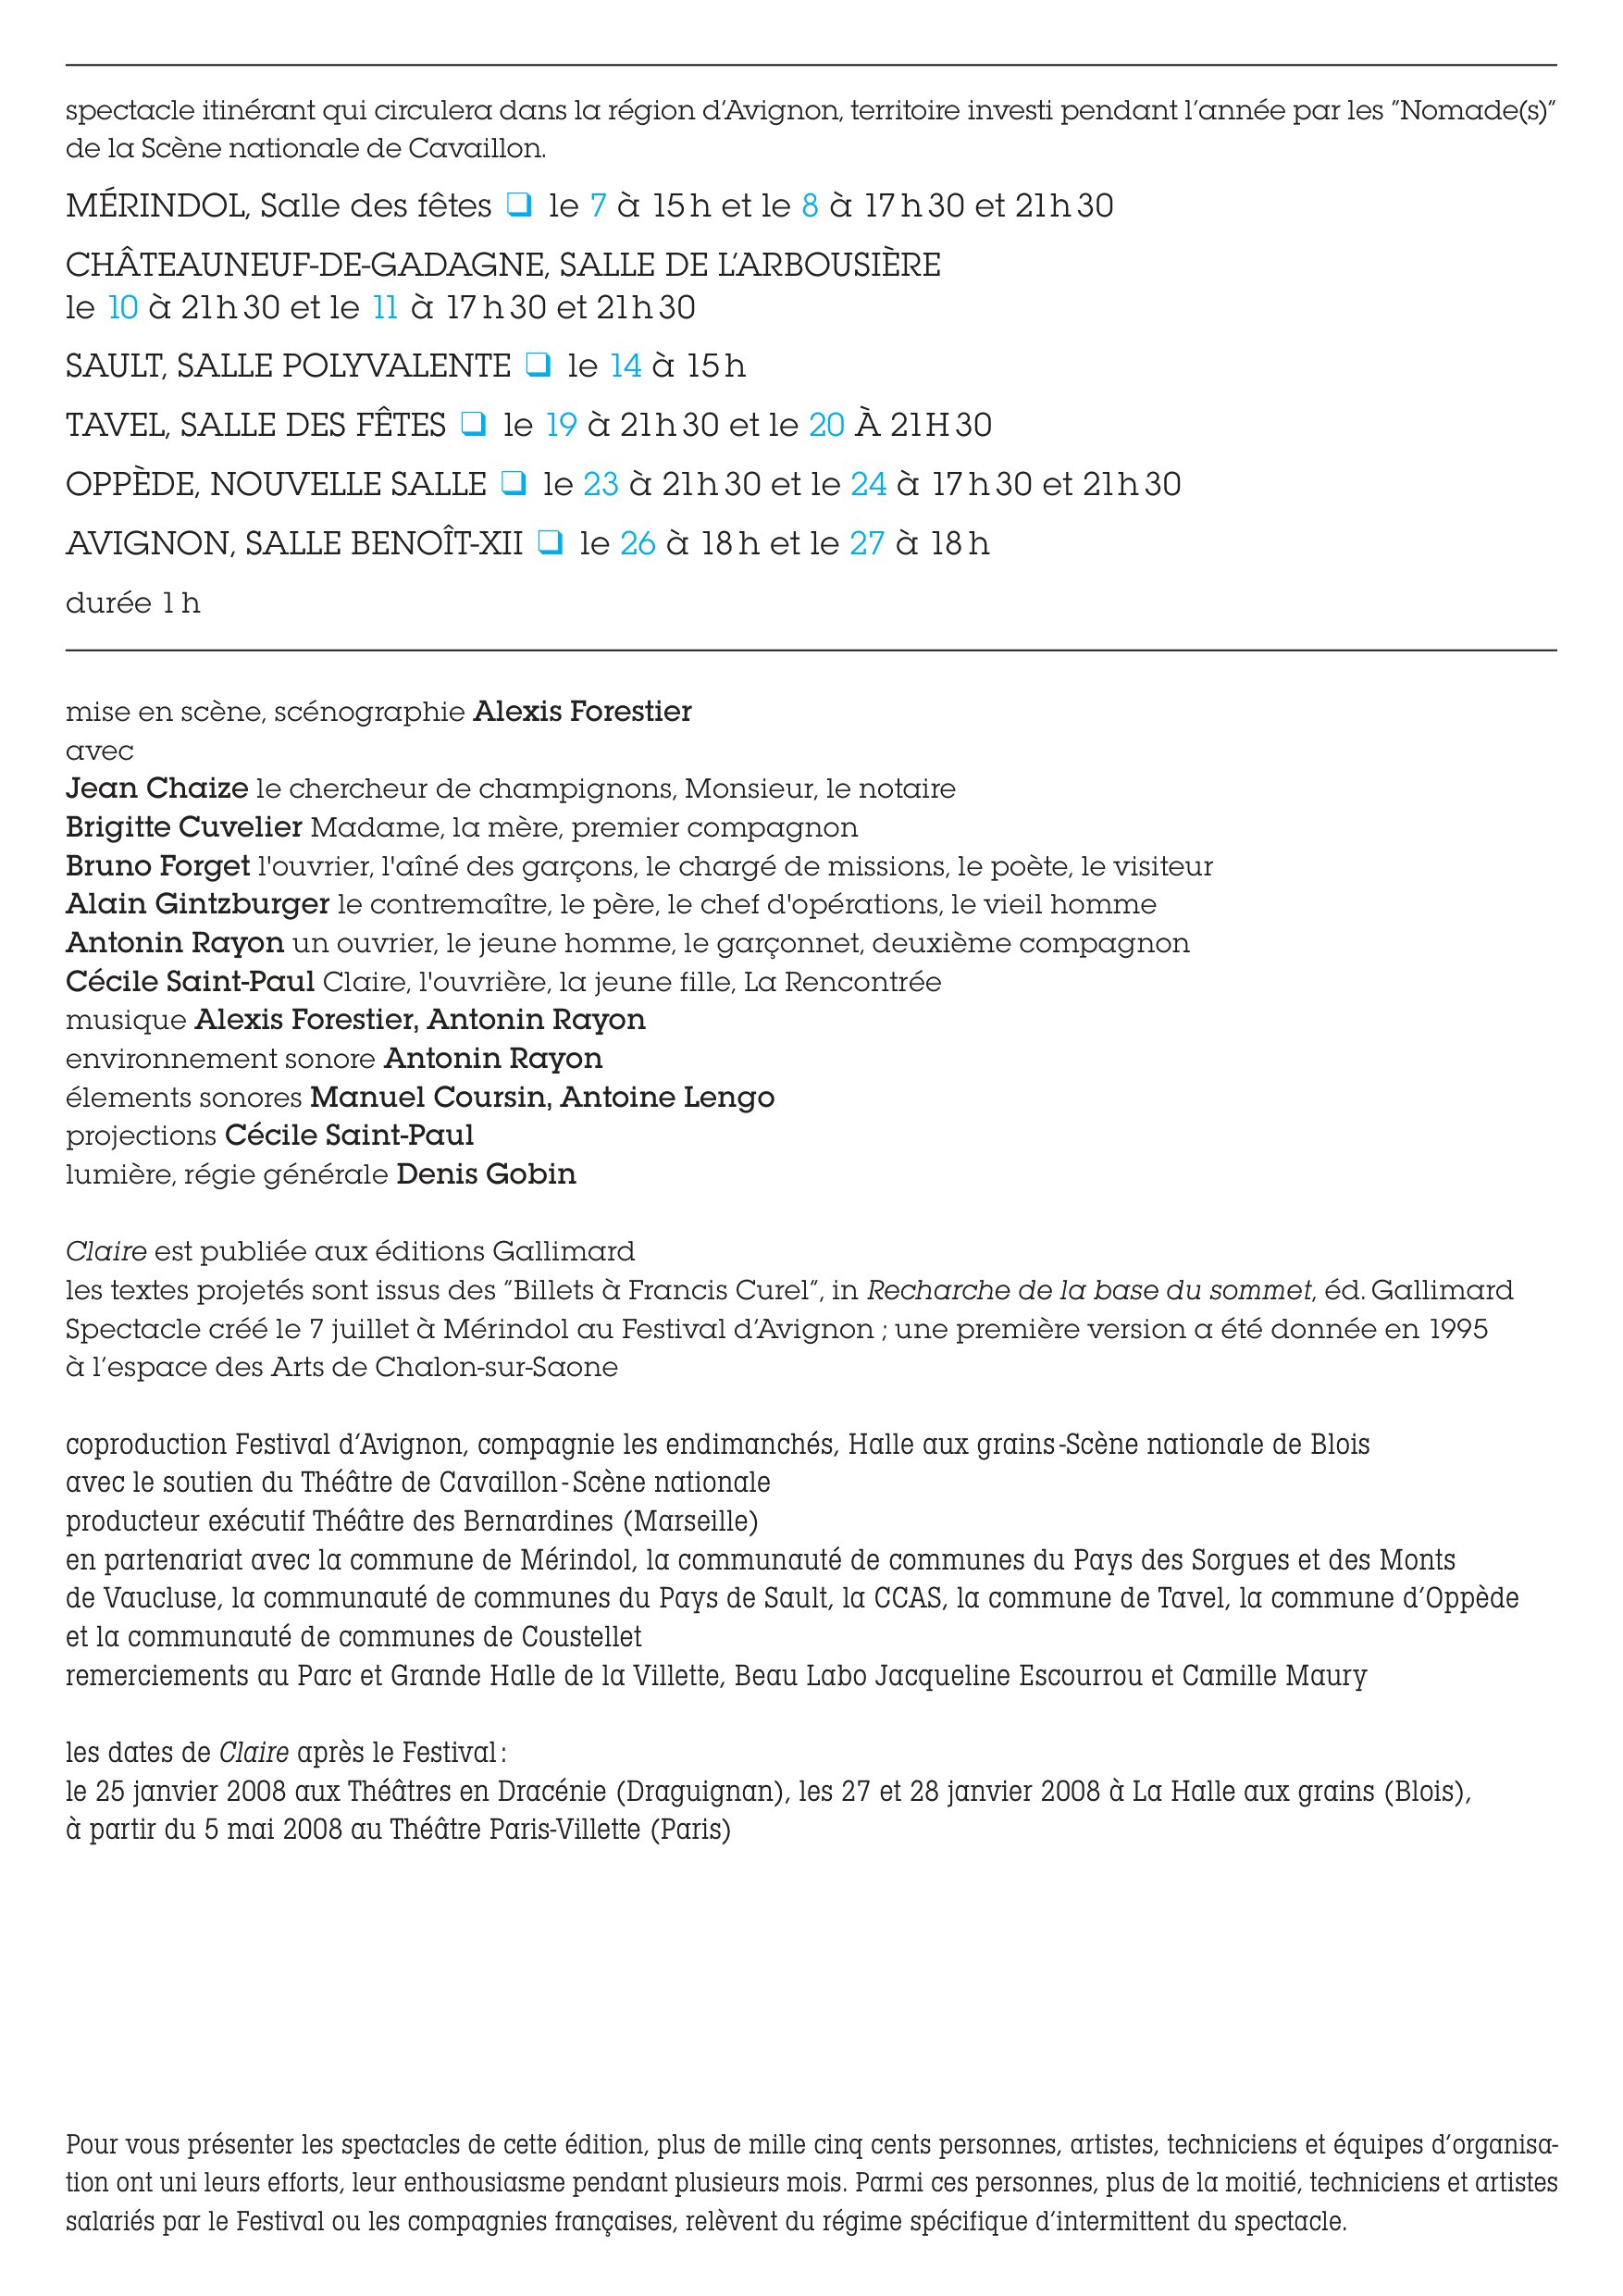 spectacle itinérant qui circulera dans la région d’Avignon, territoire investi pendant l’année par les “Nomade(s)”
de la Scène nationale de Cavaillon.
MÉRINDOL, Salle des fêtes ❏ le 7 à 15 h et le 8 à 17 h 30 et 21h 30
CHÂTEAUNEUF-DE-GADAGNE, SALLE DE L’ARBOUSIÈRE
le 10 à 21h 30 et le 11 à 17 h 30 et 21h 30
SAULT, SALLE POLYVALENTE ❏ le 14 à 15 h
TAVEL, SALLE DES FÊTES ❏ le 19 à 21h 30 et le 20 À 21H 30
OPPÈDE, NOUVELLE SALLE ❏ le 23 à 21h 30 et le 24 à 17 h 30 et 21h 30
AVIGNON, SALLE BENOÎT-XII ❏ le 26 à 18 h et le 27 à 18 h
durée 1 h
mise en scène, scénographie Alexis Forestier
avec
Jean Chaize le chercheur de champignons, Monsieur, le notaire
Brigitte Cuvelier Madame, la mère, premier compagnon
Bruno Forget l'ouvrier, l'aîné des garçons, le chargé de missions, le poète, le visiteur
Alain Gintzburger le contremaître, le père, le chef d'opérations, le vieil homme
Antonin Rayon un ouvrier, le jeune homme, le garçonnet, deuxième compagnon
Cécile Saint-Paul Claire, l'ouvrière, la jeune fille, La Rencontrée
musique Alexis Forestier, Antonin Rayon
environnement sonore Antonin Rayon
élements sonores Manuel Coursin, Antoine Lengo
projections Cécile Saint-Paul
lumière, régie générale Denis Gobin
Claire est publiée aux éditions Gallimard
les textes projetés sont issus des “Billets à Francis Curel”, in Recharche de la base du sommet, éd. Gallimard
Spectacle créé le 7 juillet à Mérindol au Festival d’Avignon ; une première version a été donnée en 1995
à l’espace des Arts de Chalon-sur-Saone
coproduction Festival d’Avignon, compagnie les endimanchés, Halle aux grains-Scène nationale de Blois
avec le soutien du Théâtre de Cavaillon-Scène nationale
producteur exécutif Théâtre des Bernardines (Marseille)
en partenariat avec la commune de Mérindol, la communauté de communes du Pays des Sorgues et des Monts
de Vaucluse, la communauté de communes du Pays de Sault, la CCAS, la commune de Tavel, la commune d’Oppède
et la communauté de communes de Coustellet
remerciements au Parc et Grande Halle de la Villette, Beau Labo Jacqueline Escourrou et Camille Maury
les dates de Claire après le Festival :
le 25 janvier 2008 aux Théâtres en Dracénie (Draguignan), les 27 et 28 janvier 2008 à La Halle aux grains (Blois),
à partir du 5 mai 2008 au Théâtre Paris-Villette (Paris)
Pour vous présenter les spectacles de cette édition, plus de mille cinq cents personnes, artistes, techniciens et équipes d’organisa-
tion ont uni leurs efforts, leur enthousiasme pendant plusieurs mois. Parmi ces personnes, plus de la moitié, techniciens et artistes
salariés par le Festival ou les compagnies françaises, relèvent du régime spécifique d’intermittent du spectacle.